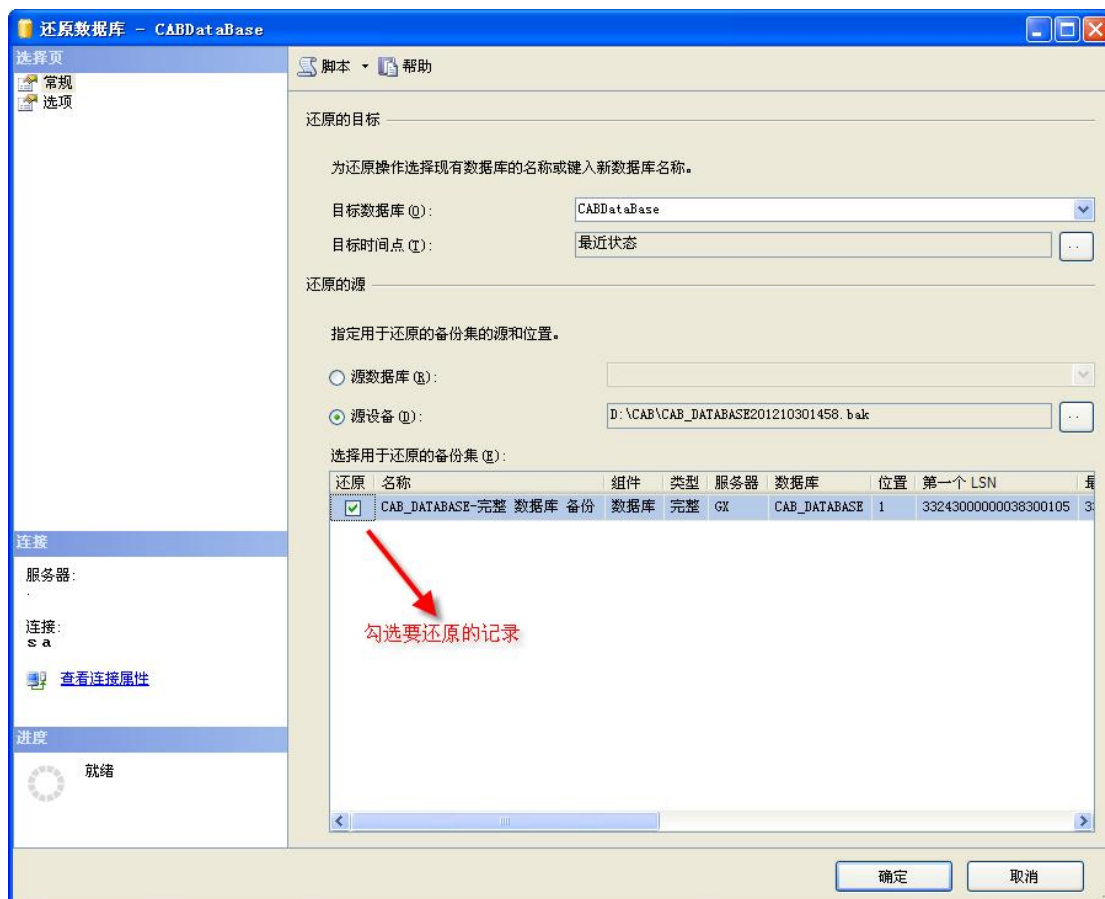 还原数据库 - CABDataBase
选择页
常规
选项
脚本 帮助
还原的目标
为还原操作选择现有数据库的名称或键入新数据库名称。
目标数据库(O): CABDataBase
目标时间点(T): 最近状态
还原的源
指定用于还原的备份集的源和位置。
源数据库(R):
源设备(D): D:\CAB\CAB_DATABASE201210301458.bak
选择用于还原的备份集(E):
还原 名称 组件 类型 服务器 数据库 位置 第一个 LSN
CAB_DATABASE-完整 数据库 备份 数据库 完整 GX CAB_DATABASE 1 33243000000038300105
勾选要还原的记录
连接
服务器:
.
连接:
sa
查看连接属性
进度
就绪
确定 取消